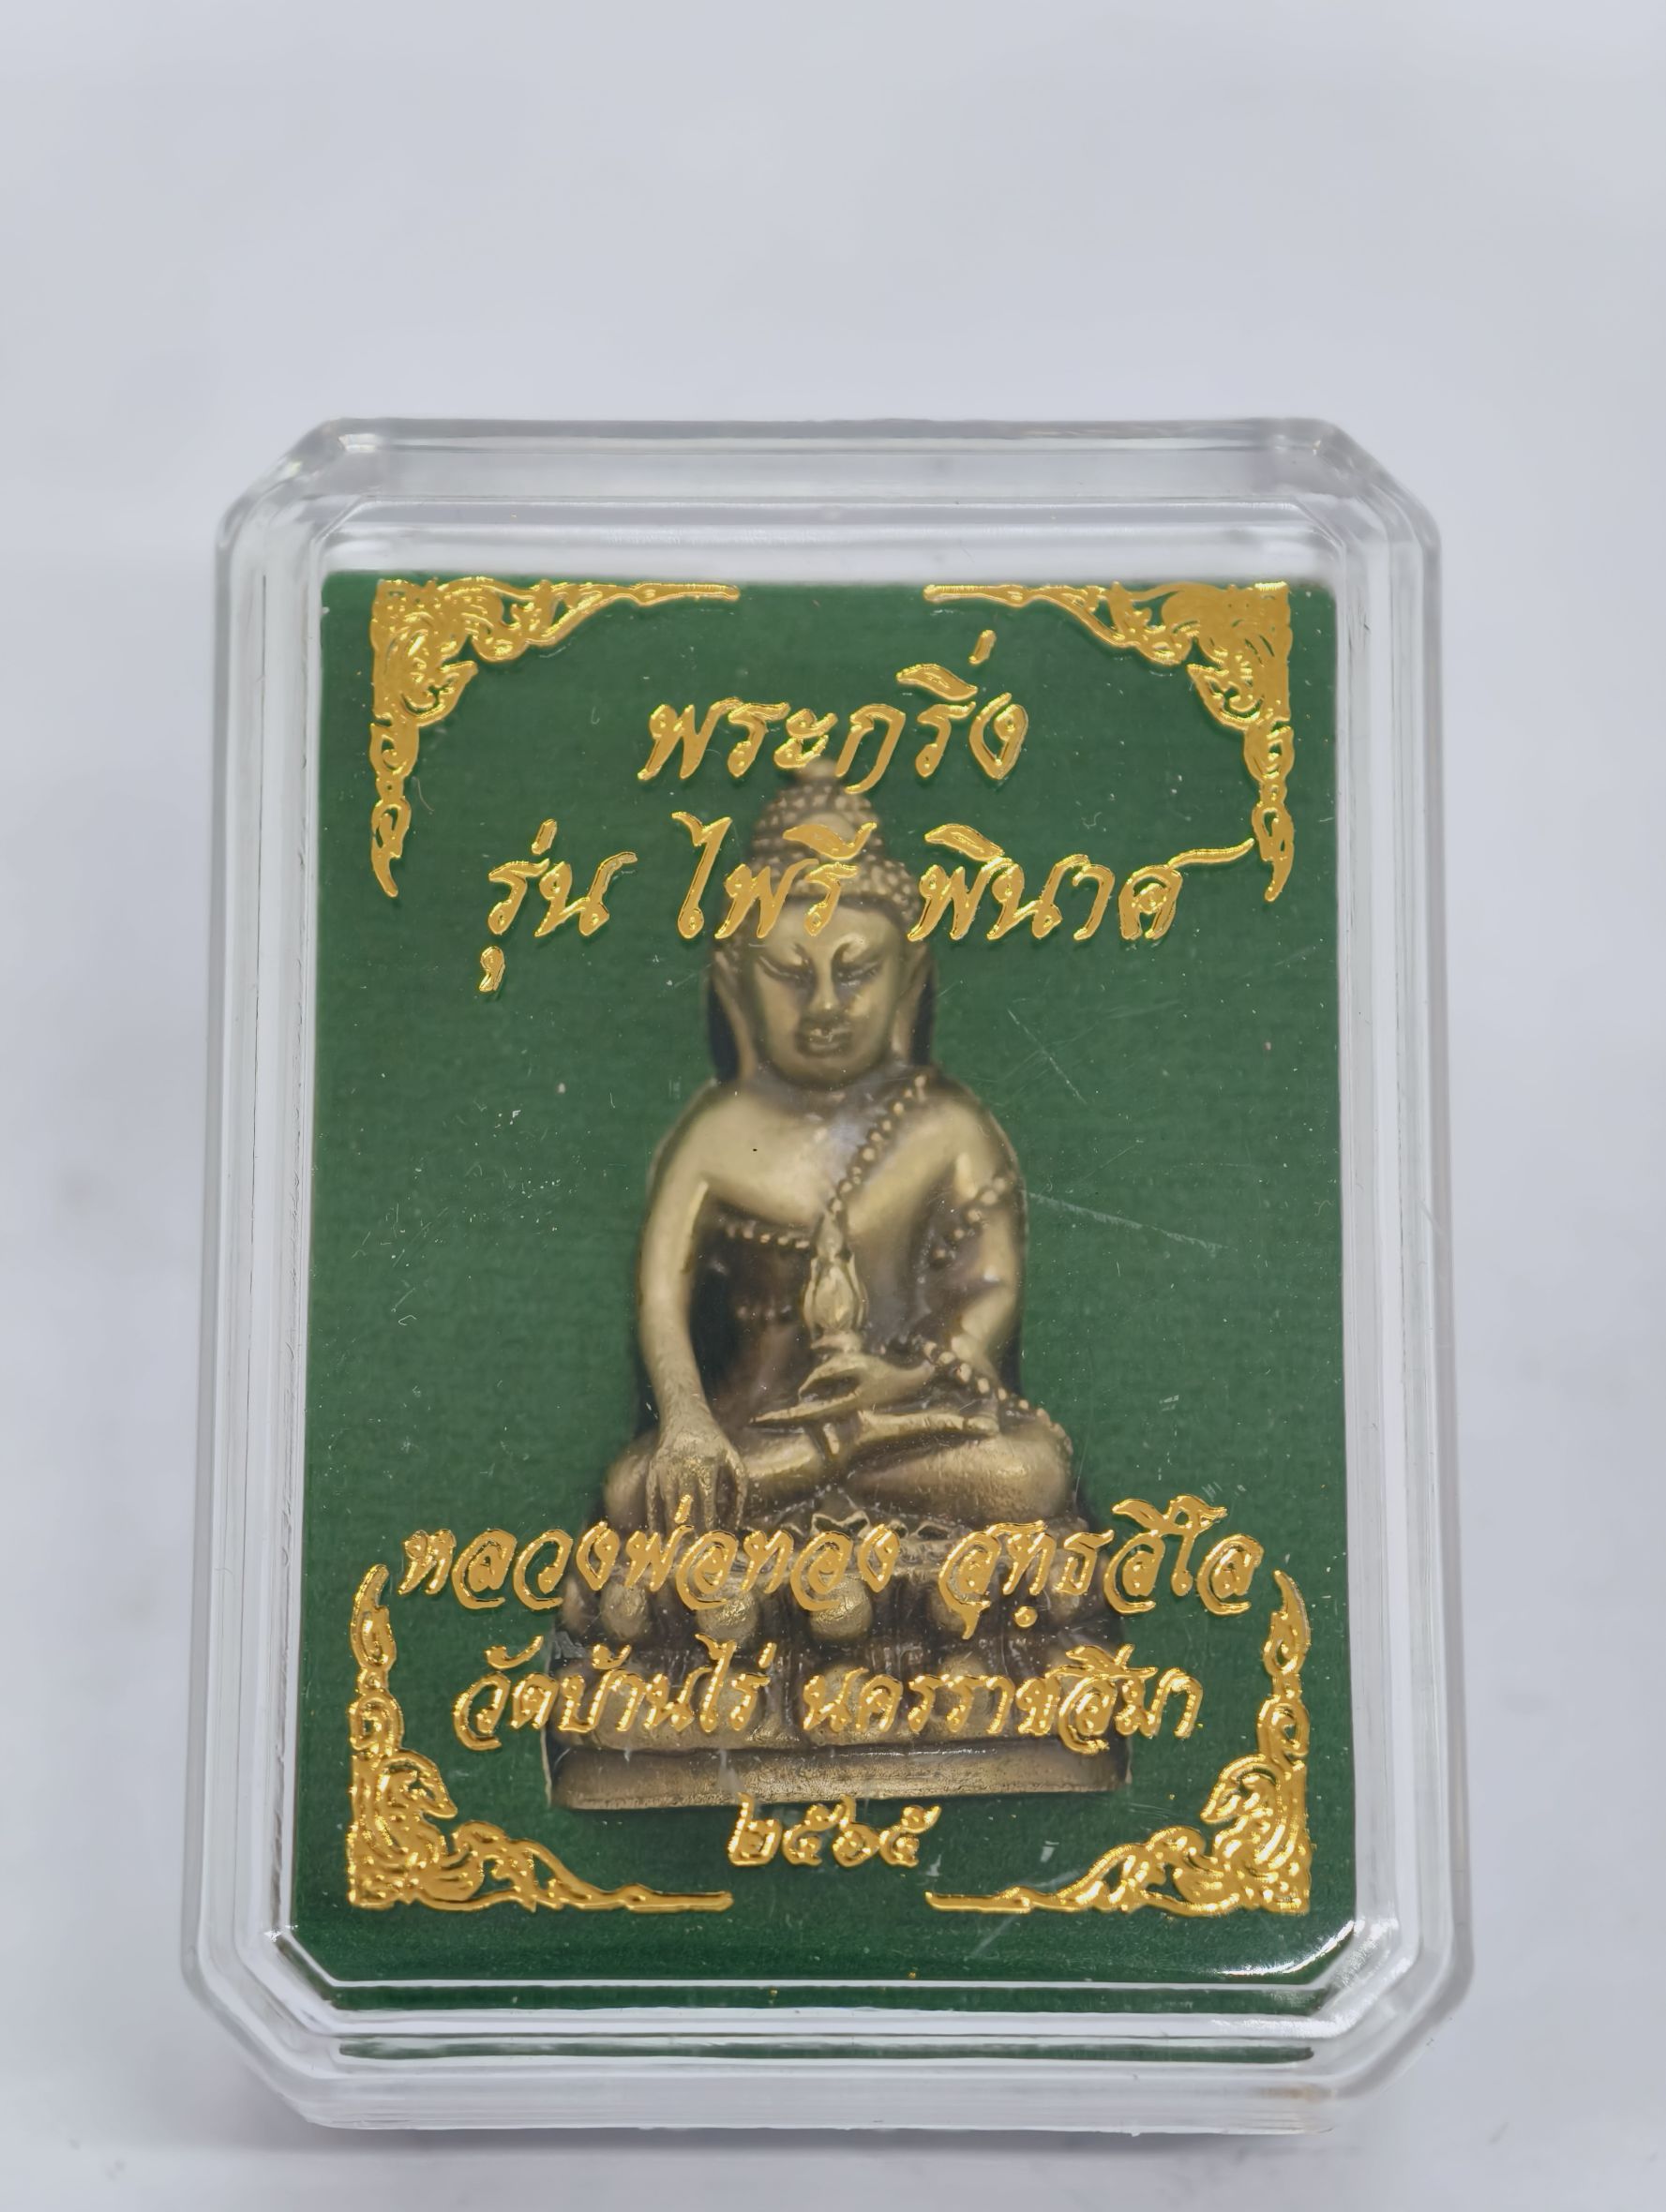 พระกริ่ง
รุ่น ไพรี พินาศ
หลวงพ่อทอง สุทฺธสีโล
วัดบ้านไร่ นครราชสีมา
๒๕๖๕